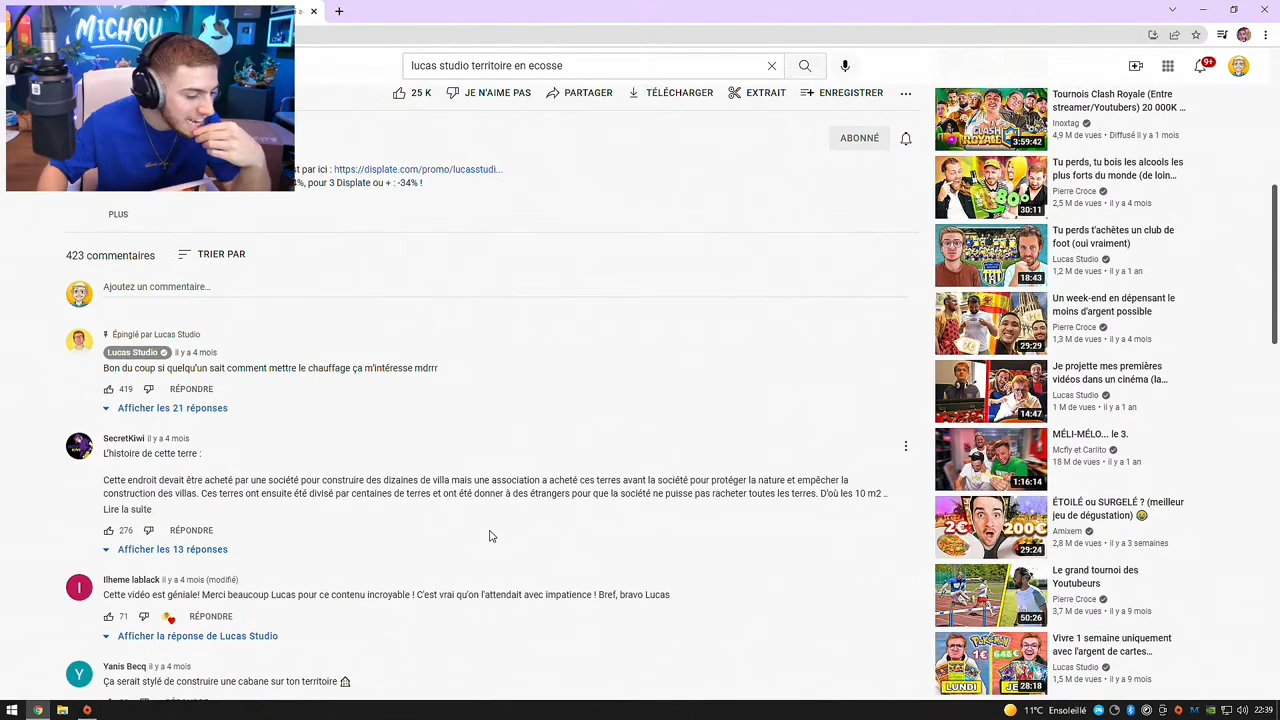 MICHOU
lucas studio territoire en ecosse
9+
25 K
JE N'AIME PAS
PARTAGER
TÉLÉCHARGER
EXTRAIT
ENREGISTRER
ABONNÉ
st par ici : https://displate.com/promo/lucasstudi...
4%, pour 3 Displate ou + : -34% !
PLUS
423 commentaires
TRIER PAR
Ajoutez un commentaire...
Épinglé par Lucas Studio
Lucas Studio il y a 4 mois
Bon du coup si quelqu'un sait comment mettre le chauffage ça m'intéresse mdrrr
419 RÉPONDRE
Afficher les 21 réponses
SecretKiwi il y a 4 mois
L'histoire de cette terre :
Cette endroit devait être acheté par une société pour construire des dizaines de villa mais une association a acheté ces terres avant la société pour protéger la nature et empêcher la
construction des villas. Ces terres ont ensuite été divisé par centaines de terres et ont été donner à des étrangers pour que la société ne puisse pas racheter toutes les terres. D'où les 10 m2 ..
Lire la suite
276 RÉPONDRE
Afficher les 13 réponses
I
Ilheme lablack il y a 4 mois (modifié)
Cette vidéo est géniale! Merci beaucoup Lucas pour ce contenu incroyable ! C'est vrai qu'on l'attendait avec impatience ! Bref, bravo Lucas
71 RÉPONDRE
Afficher la réponse de Lucas Studio
Y
Yanis Becq il y a 4 mois
Ça serait stylé de construire une cabane sur ton territoire
CLASH
ROYALE
3:59:42
Tournois Clash Royale (Entre
streamer/Youtubers) 20 000K ...
Inoxtag
4,9 M de vues • Diffusé il y a 1 mois
80°
30:11
Tu perds, tu bois les alcools les
plus forts du monde (de loin...
Pierre Croce
2,5 M de vues • il y a 4 mois
18:43
Tu perds t'achètes un club de
foot (oui vraiment)
Lucas Studio
1,2 M de vues • il y a 1 an
29:29
Un week-end en dépensant le
moins d'argent possible
Pierre Croce
1,3 M de vues • il y a 4 mois
14:47
Je projette mes premières
vidéos dans un cinéma (la...
Lucas Studio
1 M de vues • il y a 1 an
1:16:14
MÉLI-MÉLO... le 3.
Mcfly et Carlito
18 M de vues • il y a 1 an
2€
200€
29:24
ÉTOILÉ ou SURGELÉ ? (meilleur
jeu de dégustation)
Amixem
2,8 M de vues • il y a 3 semaines
50:26
Le grand tournoi des
Youtubeurs
Pierre Croce
3,7 M de vues • il y a 9 mois
POKÉMON
1€
645€
LUNDI
28:18
Vivre 1 semaine uniquement
avec l'argent de cartes...
Lucas Studio
1,5 M de vues • il y a 9 mois
11°C Ensoleillé
22:39